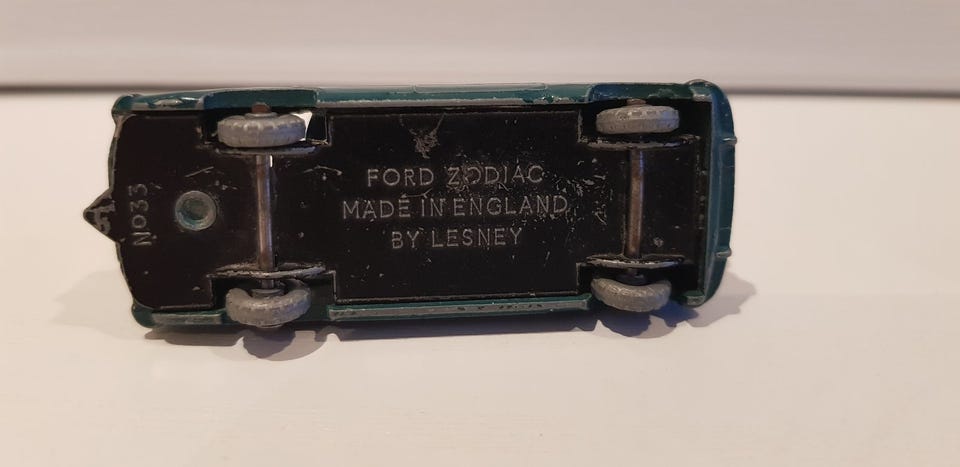 FORD ZODIAC
MADE IN ENGLAND
BY LESNEY
No33